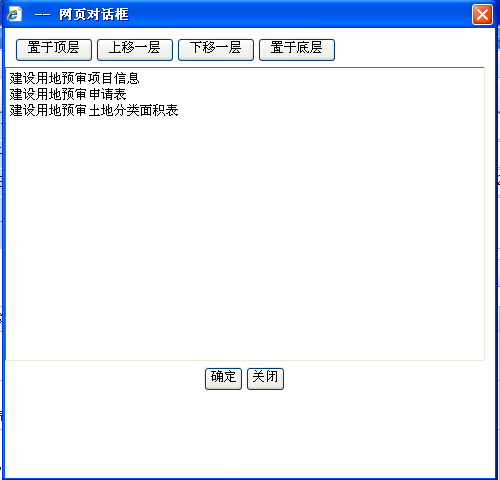 -- 网页对话框
置于顶层 上移一层 下移一层 置于底层
建设用地预审项目信息
建设用地预审申请表
建设用地预审土地分类面积表
确定 关闭